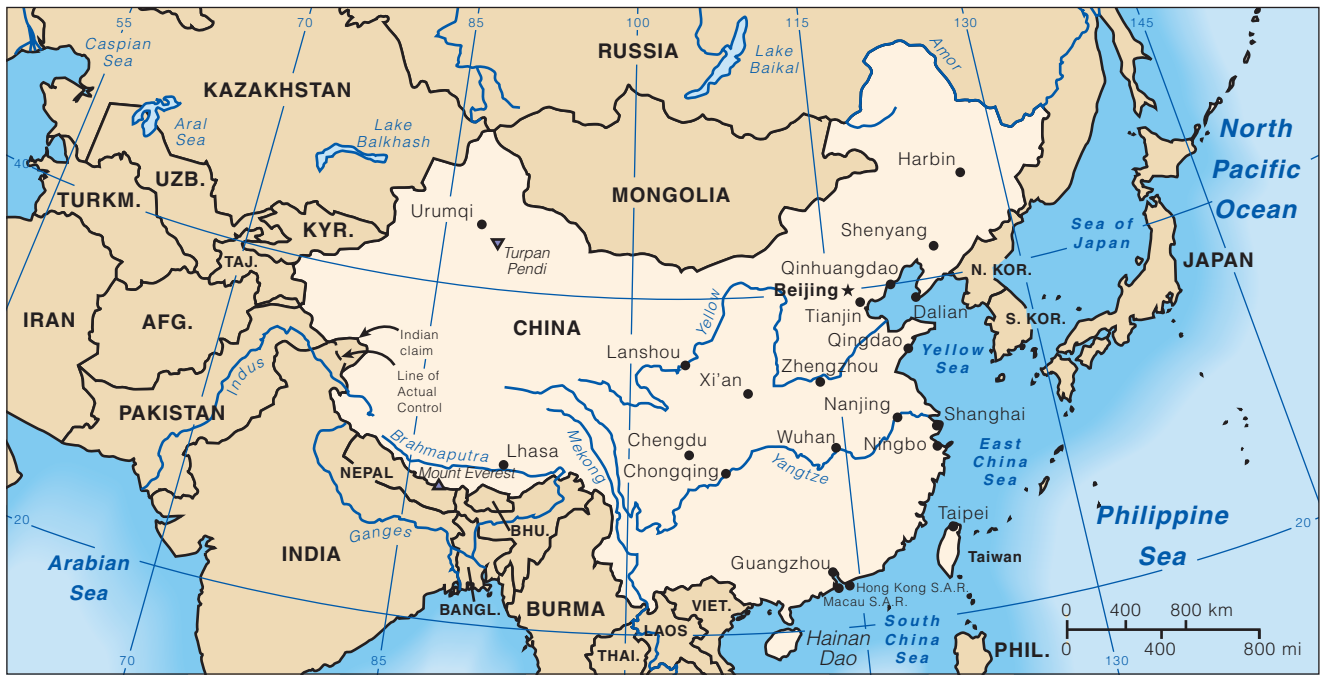 55
70
85
100
115
130
145
Caspian
Sea
RUSSIA
Lake
Baikal
Amor
KAZAKHSTAN
Aral
Sea
Lake
Balkhash
North
Pacific
Ocean
40
Harbin
UZB.
TURKM.
MONGOLIA
Urumqi
KYR.
Shenyang
Sea of
Japan
Turpan
Pendi
TAJ.
Qinhuangdao
N. KOR.
JAPAN
Beijing
IRAN
AFG.
CHINA
Yellow
Tianjin
Dalian
S. KOR.
Indian
claim
Qingdao
Yellow
Sea
Lanshou
Zhengzhou
Line of
Actual
Control
Indus
Xi'an
PAKISTAN
Nanjing
Shanghai
Brahmaputra
Lhasa
Mekong
Chengdu
Wuhan
Ningbo
East
China
Sea
NEPAL
Mount Everest
Chongqing
Yangtze
20
Taipei
Philippine
Sea
20
Ganges
BHU.
INDIA
Taiwan
Arabian
Sea
Guangzhou
Hong Kong S.A.R.
Macau S.A.R.
BANGL.
BURMA
VIET.
LAOS
South
China
Sea
0 400 800 km
0 400 800 mi
Hainan
Dao
THAI.
PHIL.
70
85
130